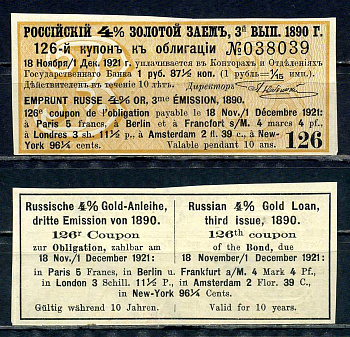 РОССІЙСКІЙ 4% ЗОЛОТОЙ ЗАЕМЪ, 3й ВЫП. 1890 Г.
126-й купонъ къ облигаціи №038039
18 Ноября/1 Дек. 1921 г. уплачивается въ Конторахъ и Отдѣленіяхъ
Государственнаго Банка 1 руб. 87½ коп. (1 рубль=1/15 им.).
Дѣйствителенъ въ теченіе 10 лѣтъ. Директоръ
EMPRUNT RUSSE 4% OR, 3me ÉMISSION, 1890.
126e coupon de l'obligation payable le 18 Nov./1 Décembre 1921:
à Paris 5 francs, à Berlin et à Francfort s/M. 4 marcs 4 pf.,
à Londres 3 sh. 11½ p., à Amsterdam 2 fl. 39 c., à New-
York 96¼ cents. Valable pendant 10 ans. 126
Russische 4% Gold-Anleihe,
dritte Emission von 1890.
126r Coupon
zur Obligation, zahlbar am
18 Nov./1 December 1921:
Russian 4% Gold Loan,
third issue, 1890.
126th coupon
of the Bond, due
18 November/1 December 1921:
in Paris 5 Francs, in Berlin u. Frankfurt a/M. 4 Mark 4 Pf.,
in London 3 Schill. 11½ P., in Amsterdam 2 Flor. 39 C.,
in New-York 96¼ Cents.
Gültig während 10 Jahren. Valid for 10 years.